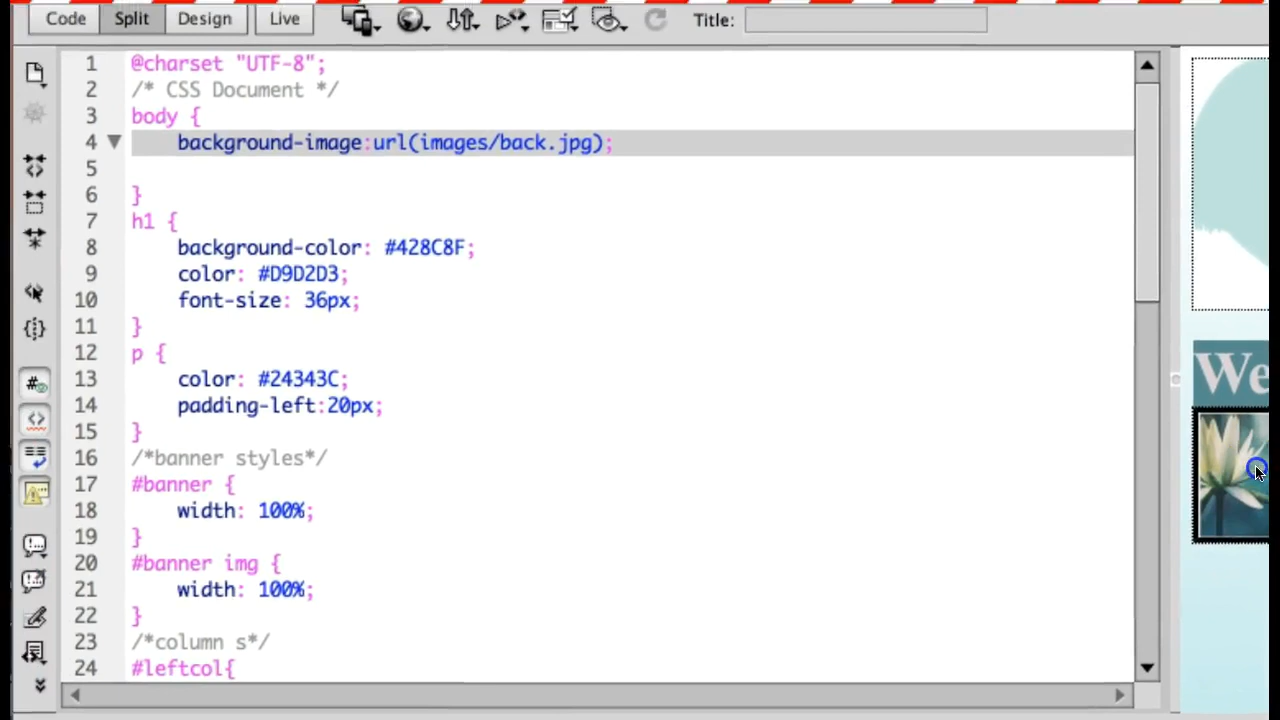 Code Split Design Live Title:
1 @charset "UTF-8";
2 /* CSS Document */
3 body {
4 background-image:url(images/back.jpg);
5
6 }
7 h1 {
8 background-color: #428C8F;
9 color: #D9D2D3;
10 font-size: 36px;
11 }
12 p {
13 color: #24343C;
14 padding-left:20px;
15 }
16 /*banner styles*/
17 #banner {
18 width: 100%;
19 }
20 #banner img {
21 width: 100%;
22 }
23 /*column s*/
24 #leftcol{
We